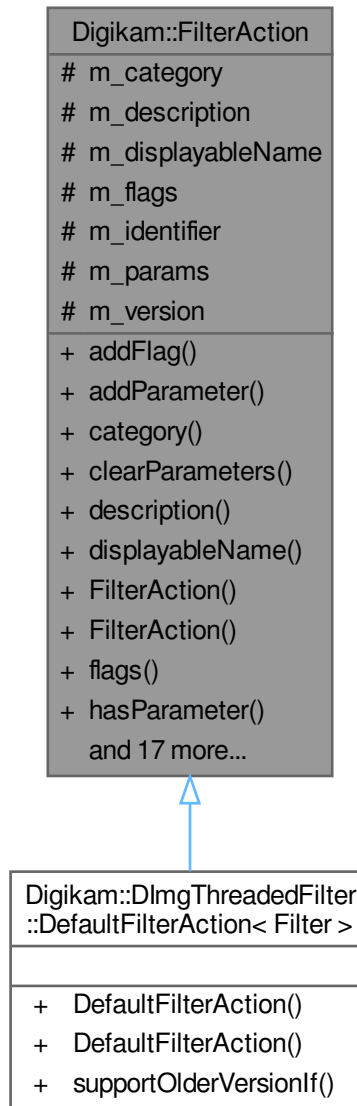 Digikam::FilterAction
# m_category
# m_description
# m_displayableName
# m_flags
# m_identifier
# m_params
# m_version
+ addFlag()
+ addParameter()
+ category()
+ clearParameters()
+ description()
+ displayableName()
+ FilterAction()
+ FilterAction()
+ flags()
+ hasParameter()
and 17 more...
Digikam::DImgThreadedFilter
::DefaultFilterAction< Filter >
+ DefaultFilterAction()
+ DefaultFilterAction()
+ supportOlderVersionIf()